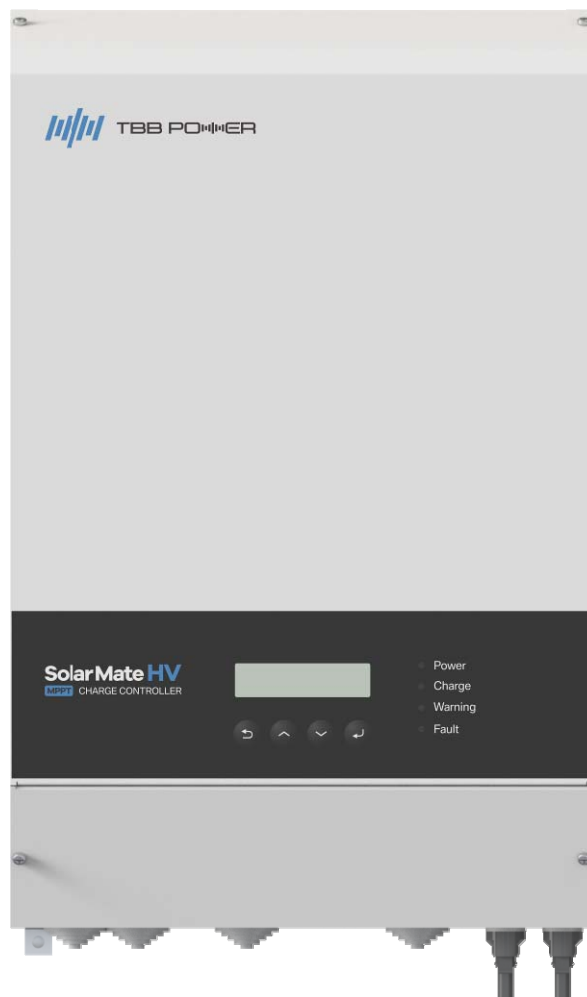 TBB POWER
SolarMate HV
MPPT CHARGE CONTROLLER
Power
Charge
Warning
Fault